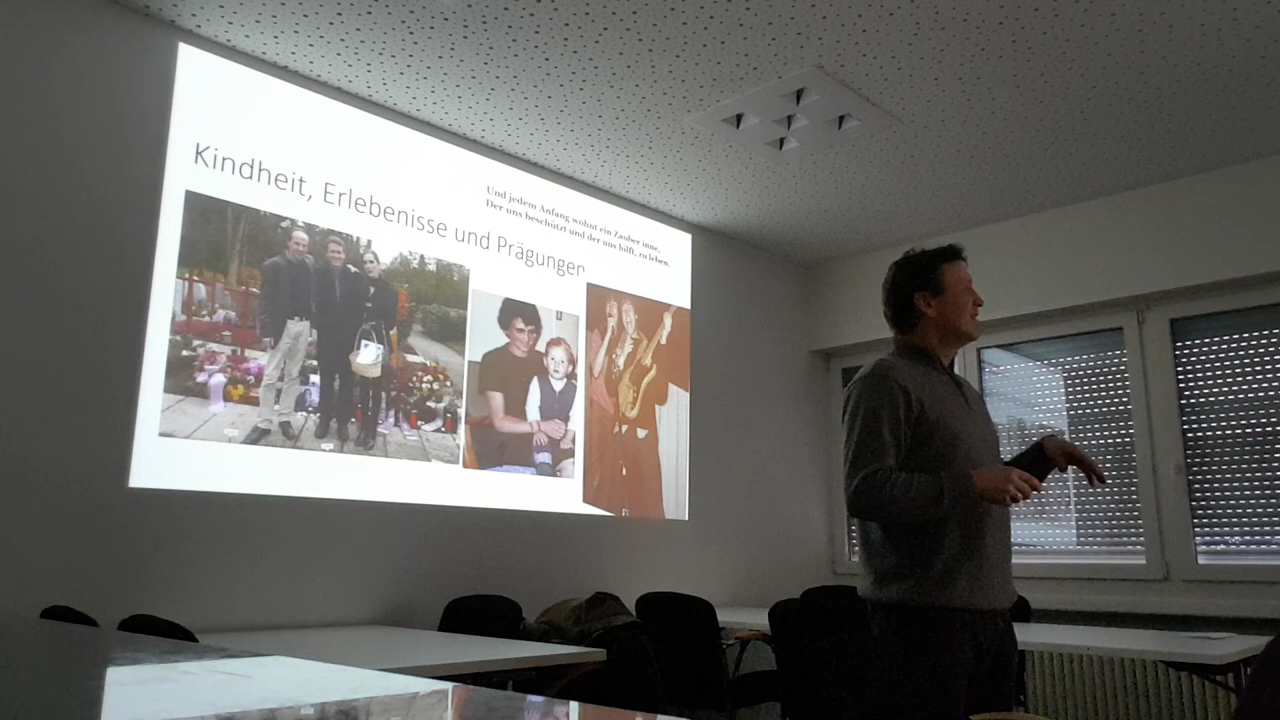 Kindheit, Erlebenisse und Prägungen
Und jedem Anfang wohnt ein Zauber inne,
Der uns beschützt und der uns hilft, zu leben.